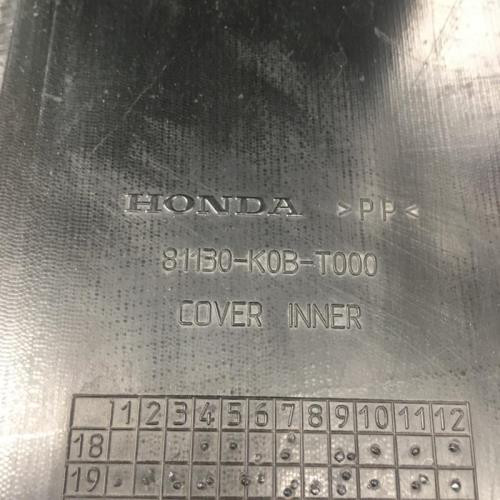 HONDA >PP<
81130-K0B-T000
COVER INNER
1 2 3 4 5 6 7 8 9 10 11 12
18
19